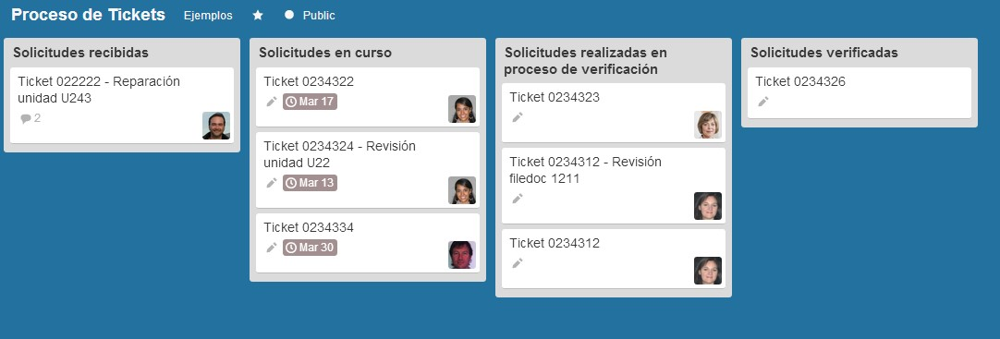 Proceso de Tickets Ejemplos Public
Solicitudes recibidas
Ticket 022222 - Reparación
unidad U243
2
Solicitudes en curso
Ticket 0234322
Mar 17
Ticket 0234324 - Revisión
unidad U22
Mar 13
Ticket 0234334
Mar 30
Solicitudes realizadas en
proceso de verificación
Ticket 0234323
Ticket 0234312 - Revisión
filedoc 1211
Ticket 0234312
Solicitudes verificadas
Ticket 0234326